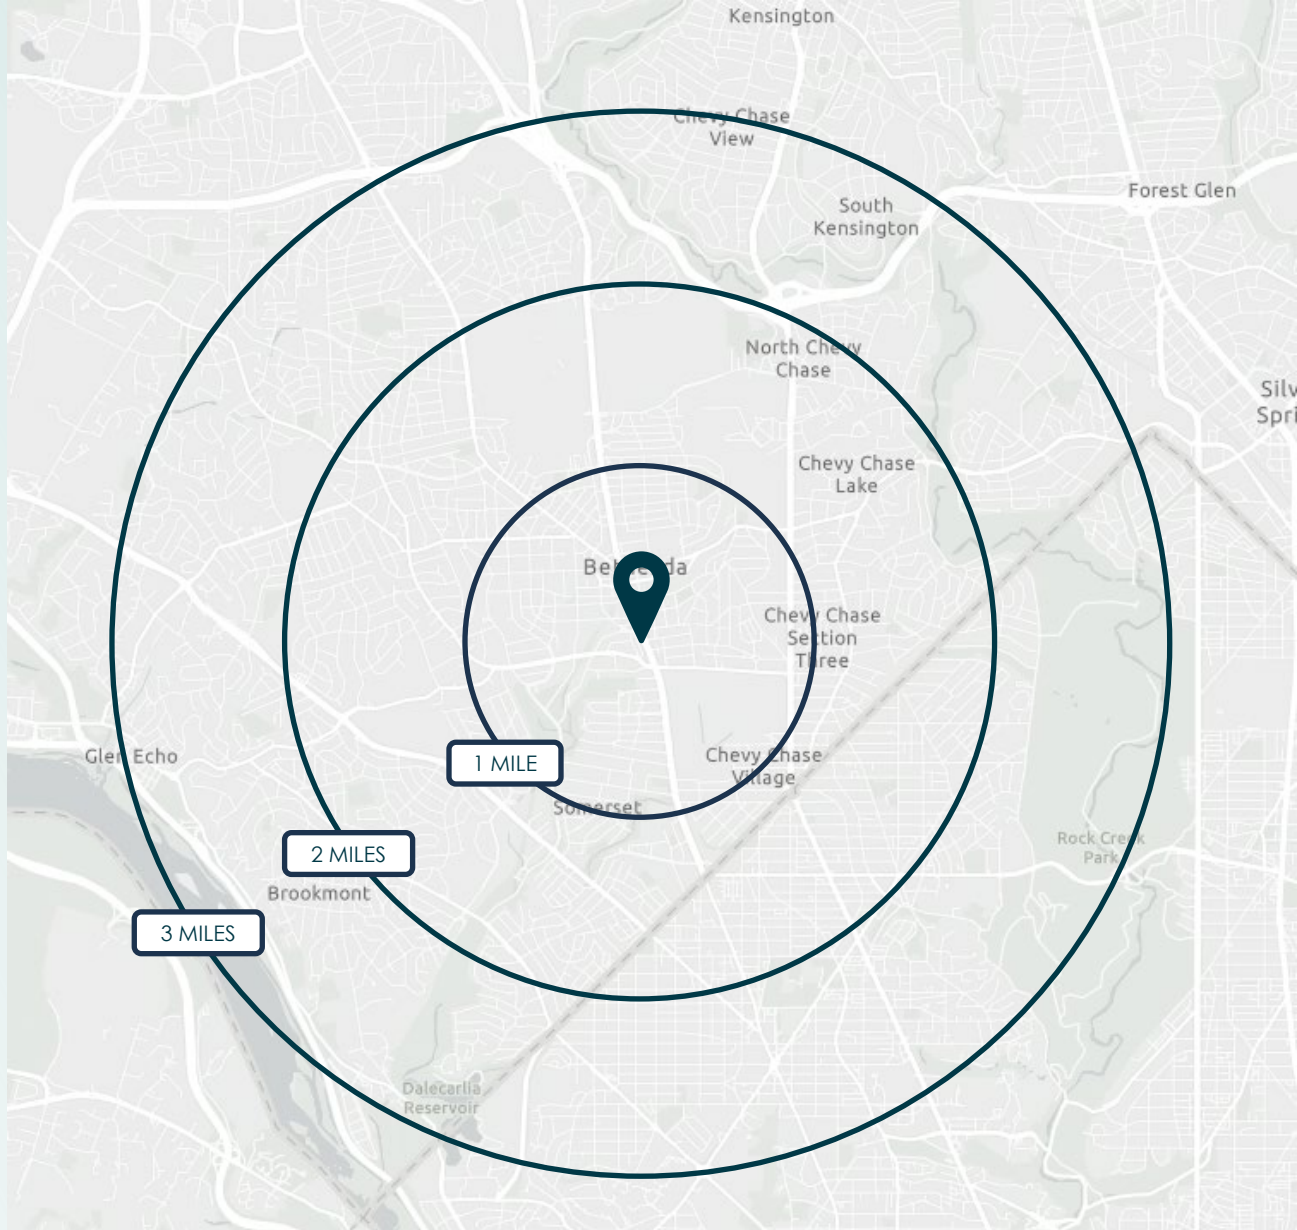 Kensington
Chevy Chase
View
Forest Glen
South
Kensington
North Chevy
Chase
Chevy Chase
Lake
Chevy Chase
Section
Three
1 MILE
Chevy Chase
Village
Glen Echo
Somerset
2 MILES
Rock Creek
Park
Brookmont
3 MILES
Dalecarlia
Reservoir